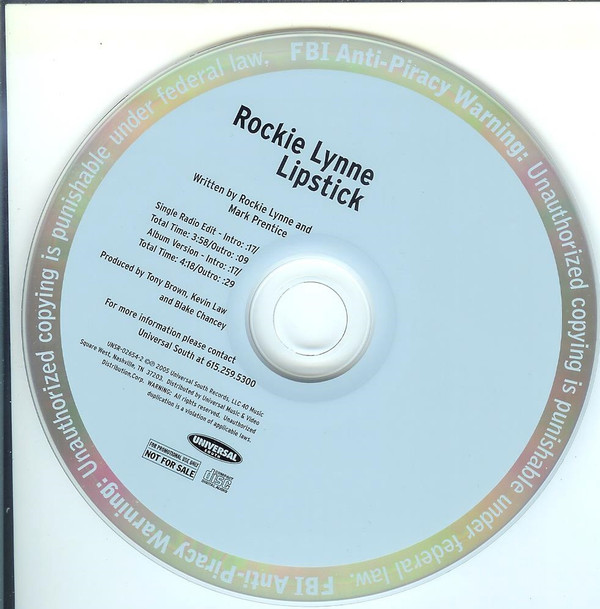 FBI Anti-Piracy Warning: Unauthorized copying is punishable under federal law.
FBI Anti-Piracy Warning: Unauthorized copying is punishable under federal law.
Rockie Lynne
Lipstick
Written by Rockie Lynne and
Mark Prentice
Single Radio Edit - Intro: :17/
Total Time: 3:58/Outro: :09
Album Version - Intro: :17/
Total Time: 4:18/Outro: :29
Produced by Tony Brown, Kevin Law
and Blake Chancey
For more information please contact
Universal South at 615.259.5300
UNSR-02654-2 ©℗ 2005 Universal South Records, LLC 40 Music
Square West, Nashville, TN 37203. Distributed by Universal Music & Video
Distribution.Corp. WARNING: All rights reserved. Unauthorized
duplication is a violation of applicable laws.
UNIVERSAL
SOUTH
FOR PROMOTIONAL USE ONLY
NOT FOR SALE
COMPACT
disc
DIGITAL AUDIO